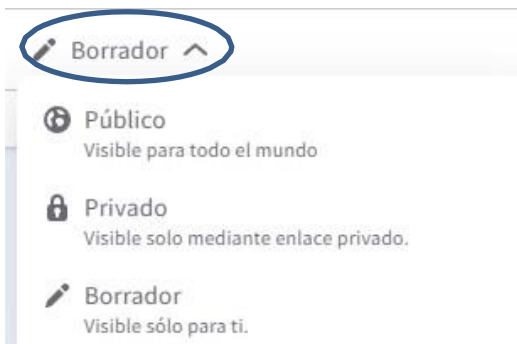 Borrador
Público
Visible para todo el mundo
Privado
Visible solo mediante enlace privado.
Borrador
Visible sólo para ti.